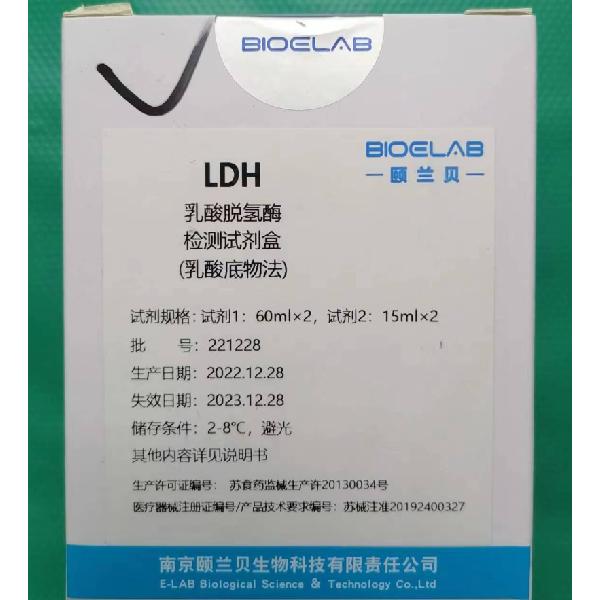 BIOELAB
BIOELAB
颐兰贝
LDH
乳酸脱氢酶
检测试剂盒
(乳酸底物法)
试剂规格：试剂1：60ml×2，试剂2：15ml×2
批 号：221228
生产日期：2022.12.28
失效日期：2023.12.28
储存条件：2-8℃，避光
其他内容详见说明书
生产许可证编号： 苏食药监械生产许20130034号
医疗器械注册证编号/产品技术要求编号：苏械注准20192400327
南京颐兰贝生物科技有限责任公司
E-LAB Biological Science & Technology Co.,Ltd